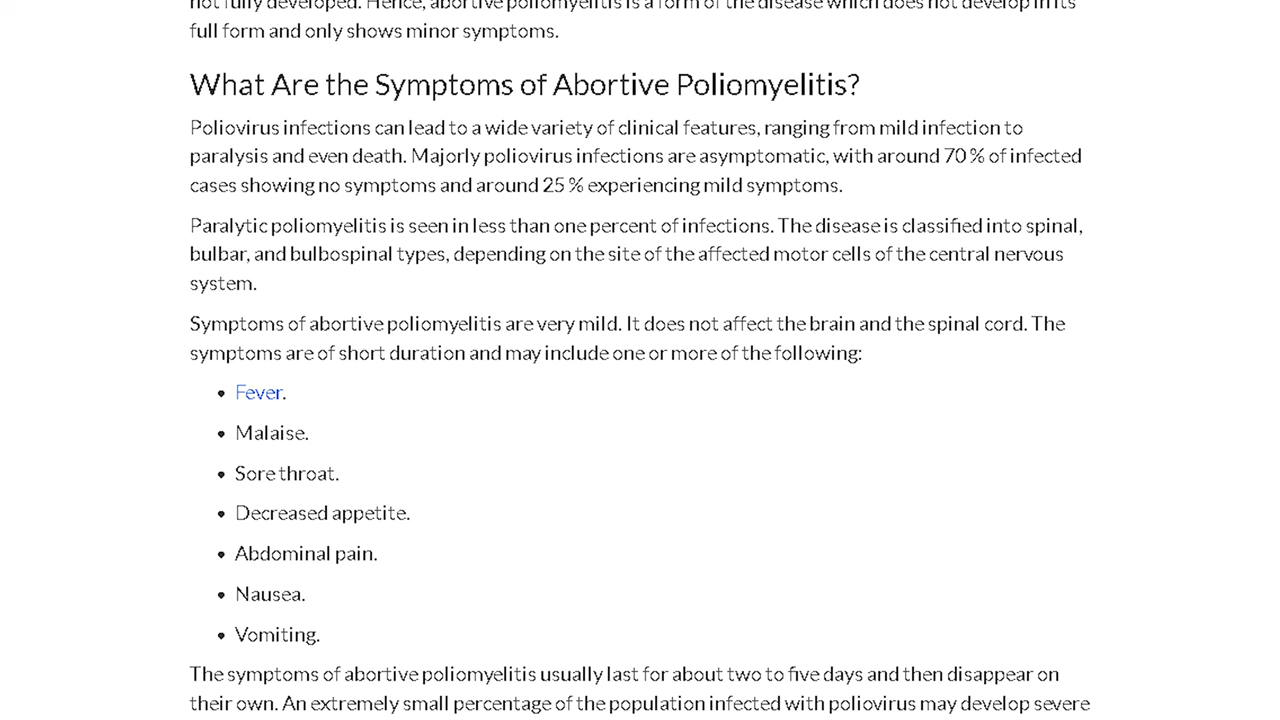 not fully developed. Hence, abortive poliomyelitis is a form of the disease which does not develop in its
full form and only shows minor symptoms.
What Are the Symptoms of Abortive Poliomyelitis?
Poliovirus infections can lead to a wide variety of clinical features, ranging from mild infection to
paralysis and even death. Majorly poliovirus infections are asymptomatic, with around 70 % of infected
cases showing no symptoms and around 25 % experiencing mild symptoms.
Paralytic poliomyelitis is seen in less than one percent of infections. The disease is classified into spinal,
bulbar, and bulbospinal types, depending on the site of the affected motor cells of the central nervous
system.
Symptoms of abortive poliomyelitis are very mild. It does not affect the brain and the spinal cord. The
symptoms are of short duration and may include one or more of the following:
• Fever.
• Malaise.
• Sore throat.
• Decreased appetite.
• Abdominal pain.
• Nausea.
• Vomiting.
The symptoms of abortive poliomyelitis usually last for about two to five days and then disappear on
their own. An extremely small percentage of the population infected with poliovirus may develop severe